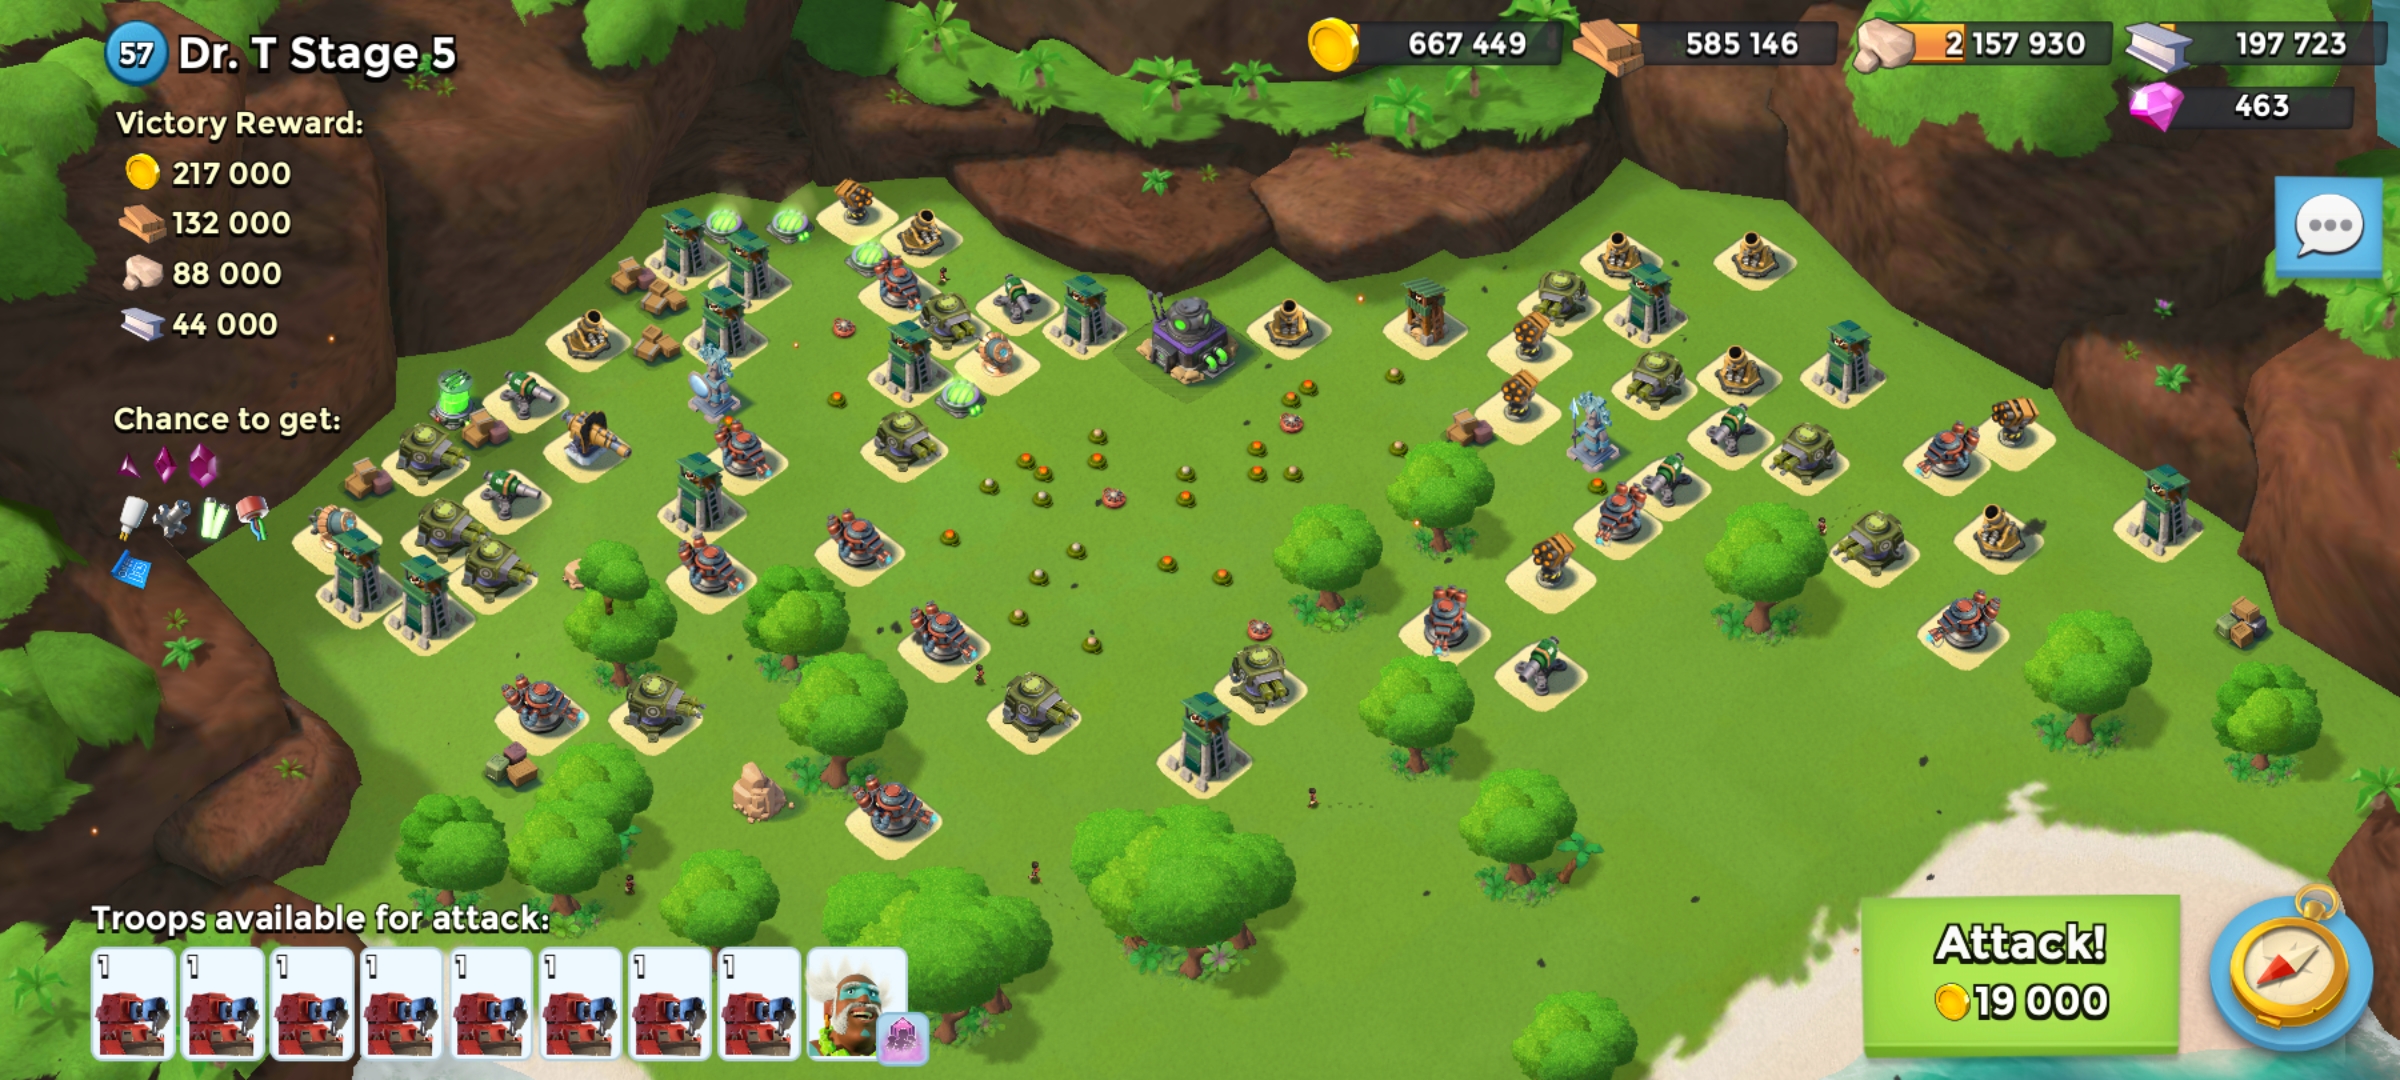 57 Dr. T Stage 5
667 449
585 146
2 157 930
197 723
463
Victory Reward:
217 000
132 000
88 000
44 000
Chance to get:
Troops available for attack:
1 1 1 1 1 1 1 1
Attack!
19 000